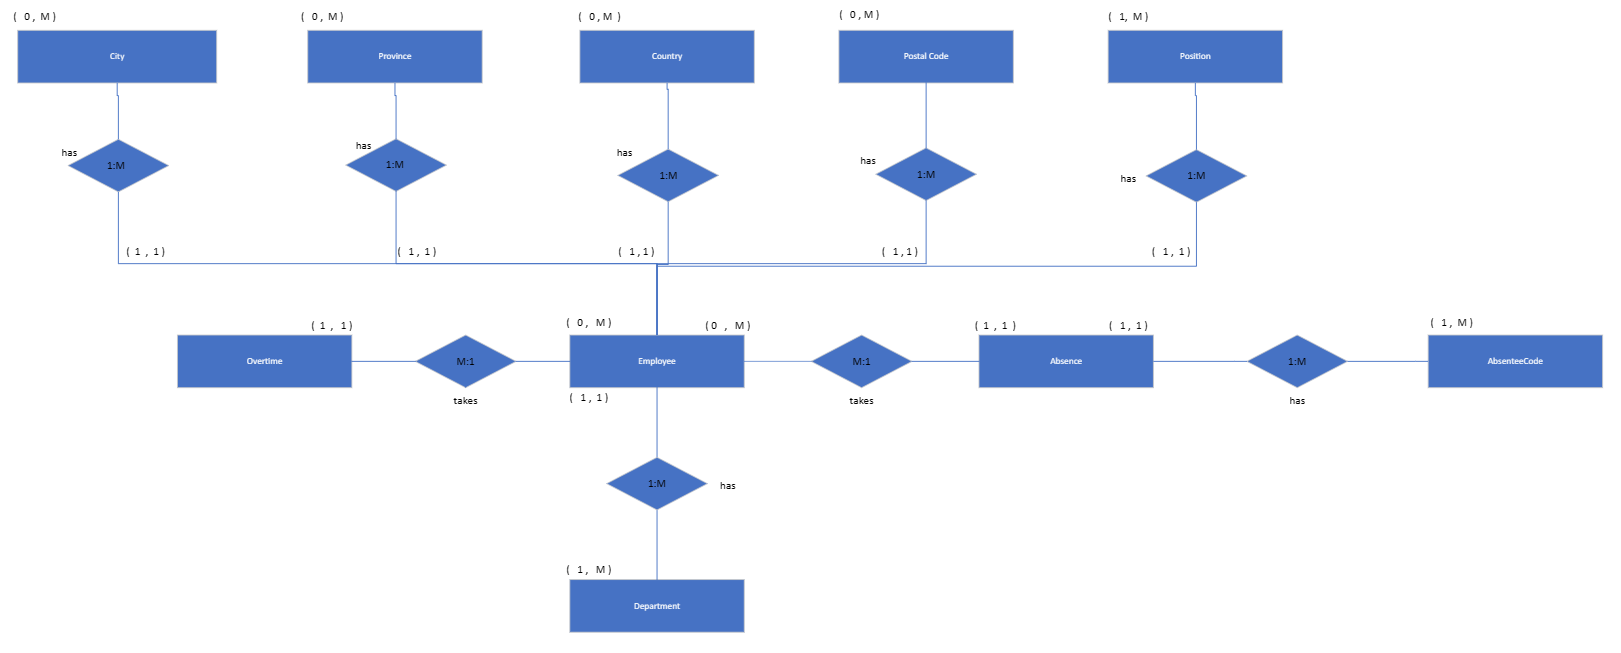 ( 0, M)
( 0, M)
( 0,M )
( 0,M)
( 1, M)
City
Province
Country
Postal Code
Position
has
1:M
has
1:M
has
1:M
has
1:M
has
1:M
( 1 , 1)
( 1, 1)
( 1,1)
( 1,1)
( 1, 1)
( 1 , 1)
( 0, M)
(0 , M)
( 1 , 1 )
( 1, 1)
( 1, M)
Overtime
M:1
Employee
M:1
Absence
1:M
AbsenteeCode
takes
( 1, 1)
takes
has
1:M
has
( 1, M)
Department